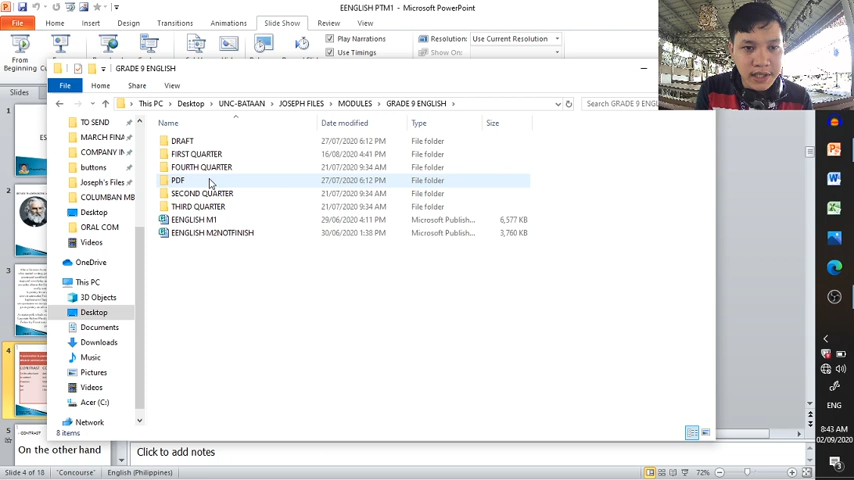 EENGLISH PTM1 - Microsoft PowerPoint
File Home Insert Design Transitions Animations Slide Show Review View
From Beginning
Play Narrations
Use Timings
Resolution: Use Current Resolution
Show On:
GRADE 9 ENGLISH
File Home Share View
This PC > Desktop > UNC-BATAAN > JOSEPH FILES > MODULES > GRADE 9 ENGLISH >
Search GRADE 9 ENGLI
Slides
Name Date modified Type Size
TO SEND
MARCH FINA
COMPANY IN
buttons
Joseph's Files
COLUMBAN MB
Desktop
ORAL COM
Videos
OneDrive
This PC
3D Objects
Desktop
Documents
Downloads
Music
Pictures
Videos
Acer (C:)
Network
DRAFT 27/07/2020 6:12 PM File folder
FIRST QUARTER 16/08/2020 4:41 PM File folder
FOURTH QUARTER 21/07/2020 9:34 AM File folder
PDF 27/07/2020 6:12 PM File folder
SECOND QUARTER 21/07/2020 9:34 AM File folder
THIRD QUARTER 21/07/2020 9:34 AM File folder
EENGLISH M1 29/06/2020 4:11 PM Microsoft Publish... 6,577 KB
EENGLISH M2NOTFINISH 30/06/2020 1:38 PM Microsoft Publish... 3,760 KB
8 items
1
2
3
4
5
- CONTRAST
On the other hand
Click to add notes
Slide 4 of 18 "Concourse" English (Philippines)
72%
ENG
8:43 AM
02/09/2020